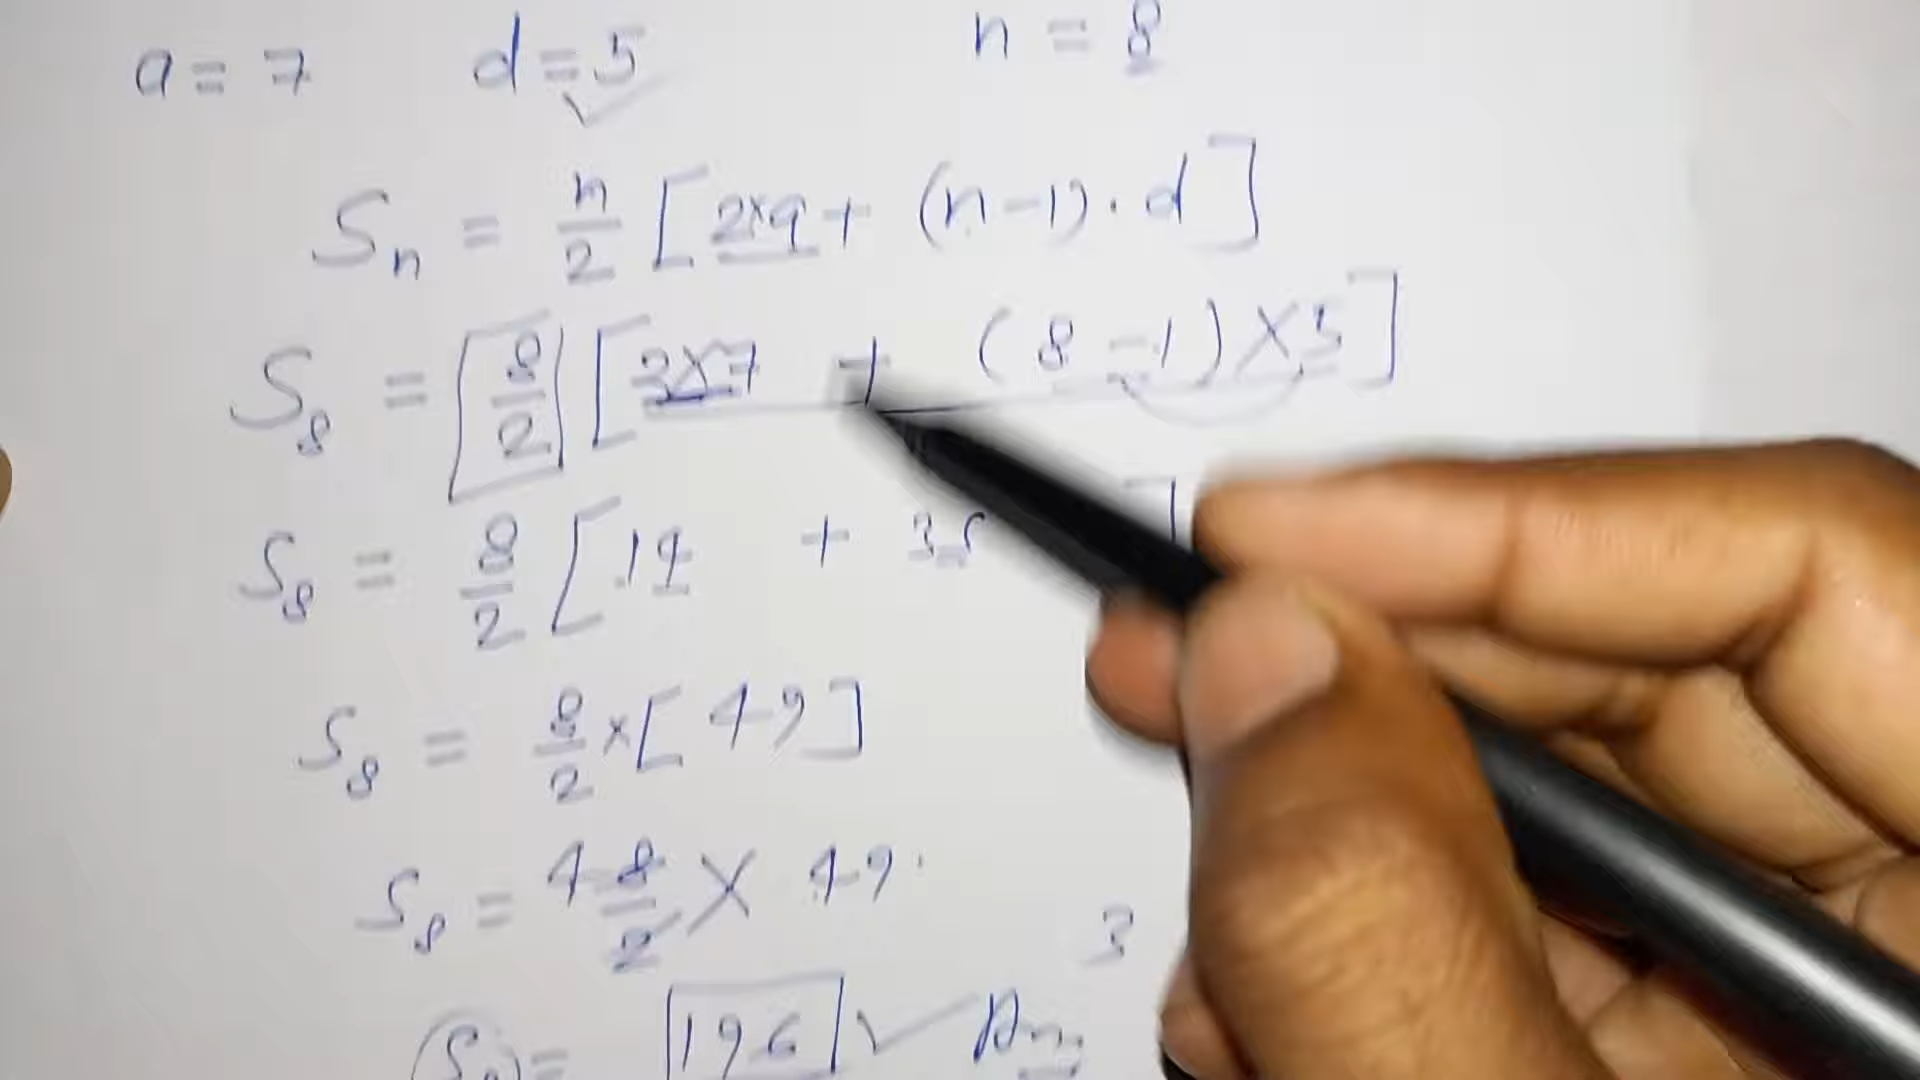 a = 7 d = 5 n = 8
Sn = n/2 [2×a + (n-1)·d]
S8 = 8/2 [2×7 + (8-1)×5]
S8 = 8/2 [14 + 35 ]
S8 = 8/2 × [49]
S8 = 4 8/2 × 49
3
S8 = 196 ✓